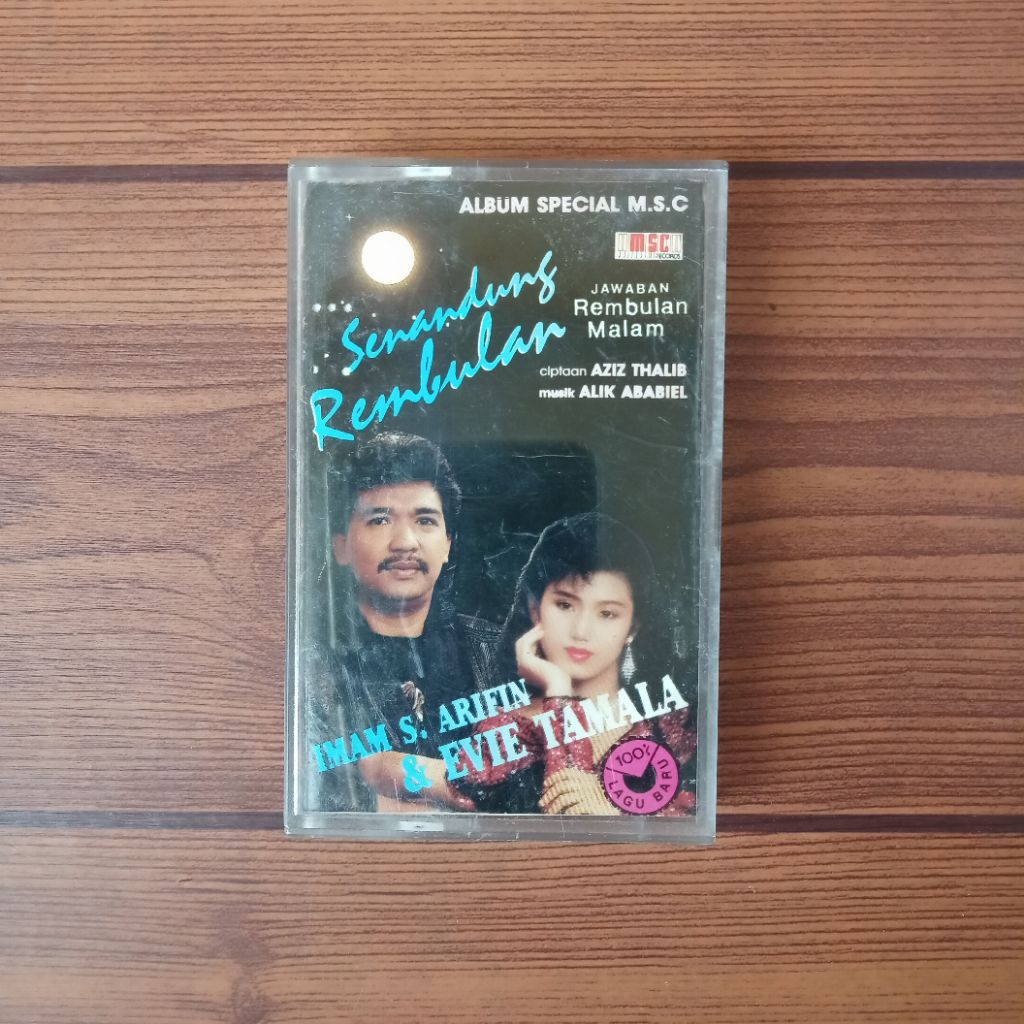 ALBUM SPECIAL M.S.C
MSC
RECORDS
Senandung
Rembulan
JAWABAN
Rembulan
Malam
ciptaan AZIZ THALIB
musik ALIK ABABIEL
IMAM S. ARIFIN
& EVIE TAMALA
100%
LAGU BARU